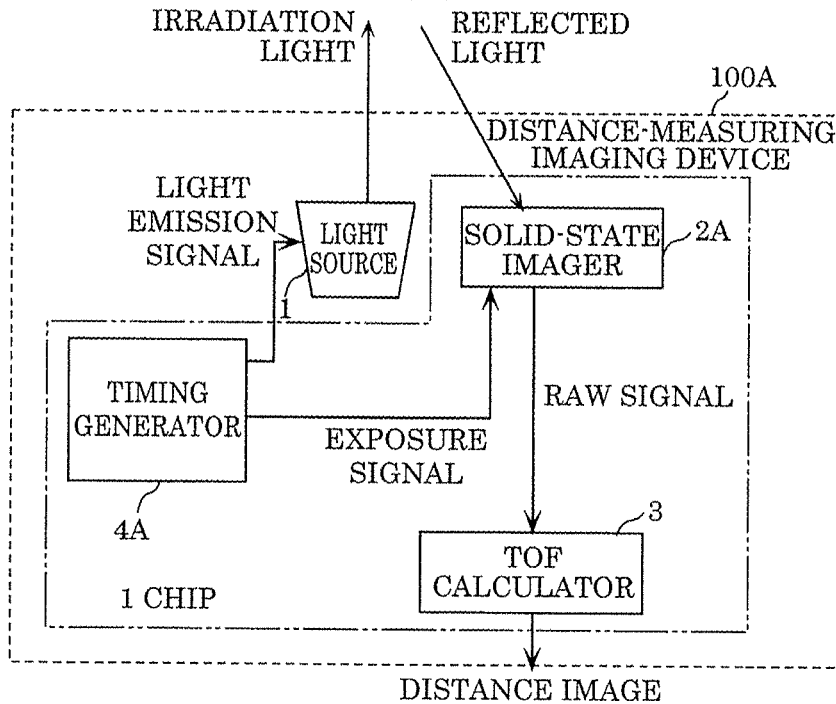 IRRADIATION
LIGHT
REFLECTED
LIGHT
100A
DISTANCE-MEASURING
IMAGING DEVICE
LIGHT
EMISSION
SIGNAL
LIGHT
SOURCE
1
SOLID-STATE
IMAGER
2A
TIMING
GENERATOR
4A
EXPOSURE
SIGNAL
RAW SIGNAL
3
TOF
CALCULATOR
1 CHIP
DISTANCE IMAGE